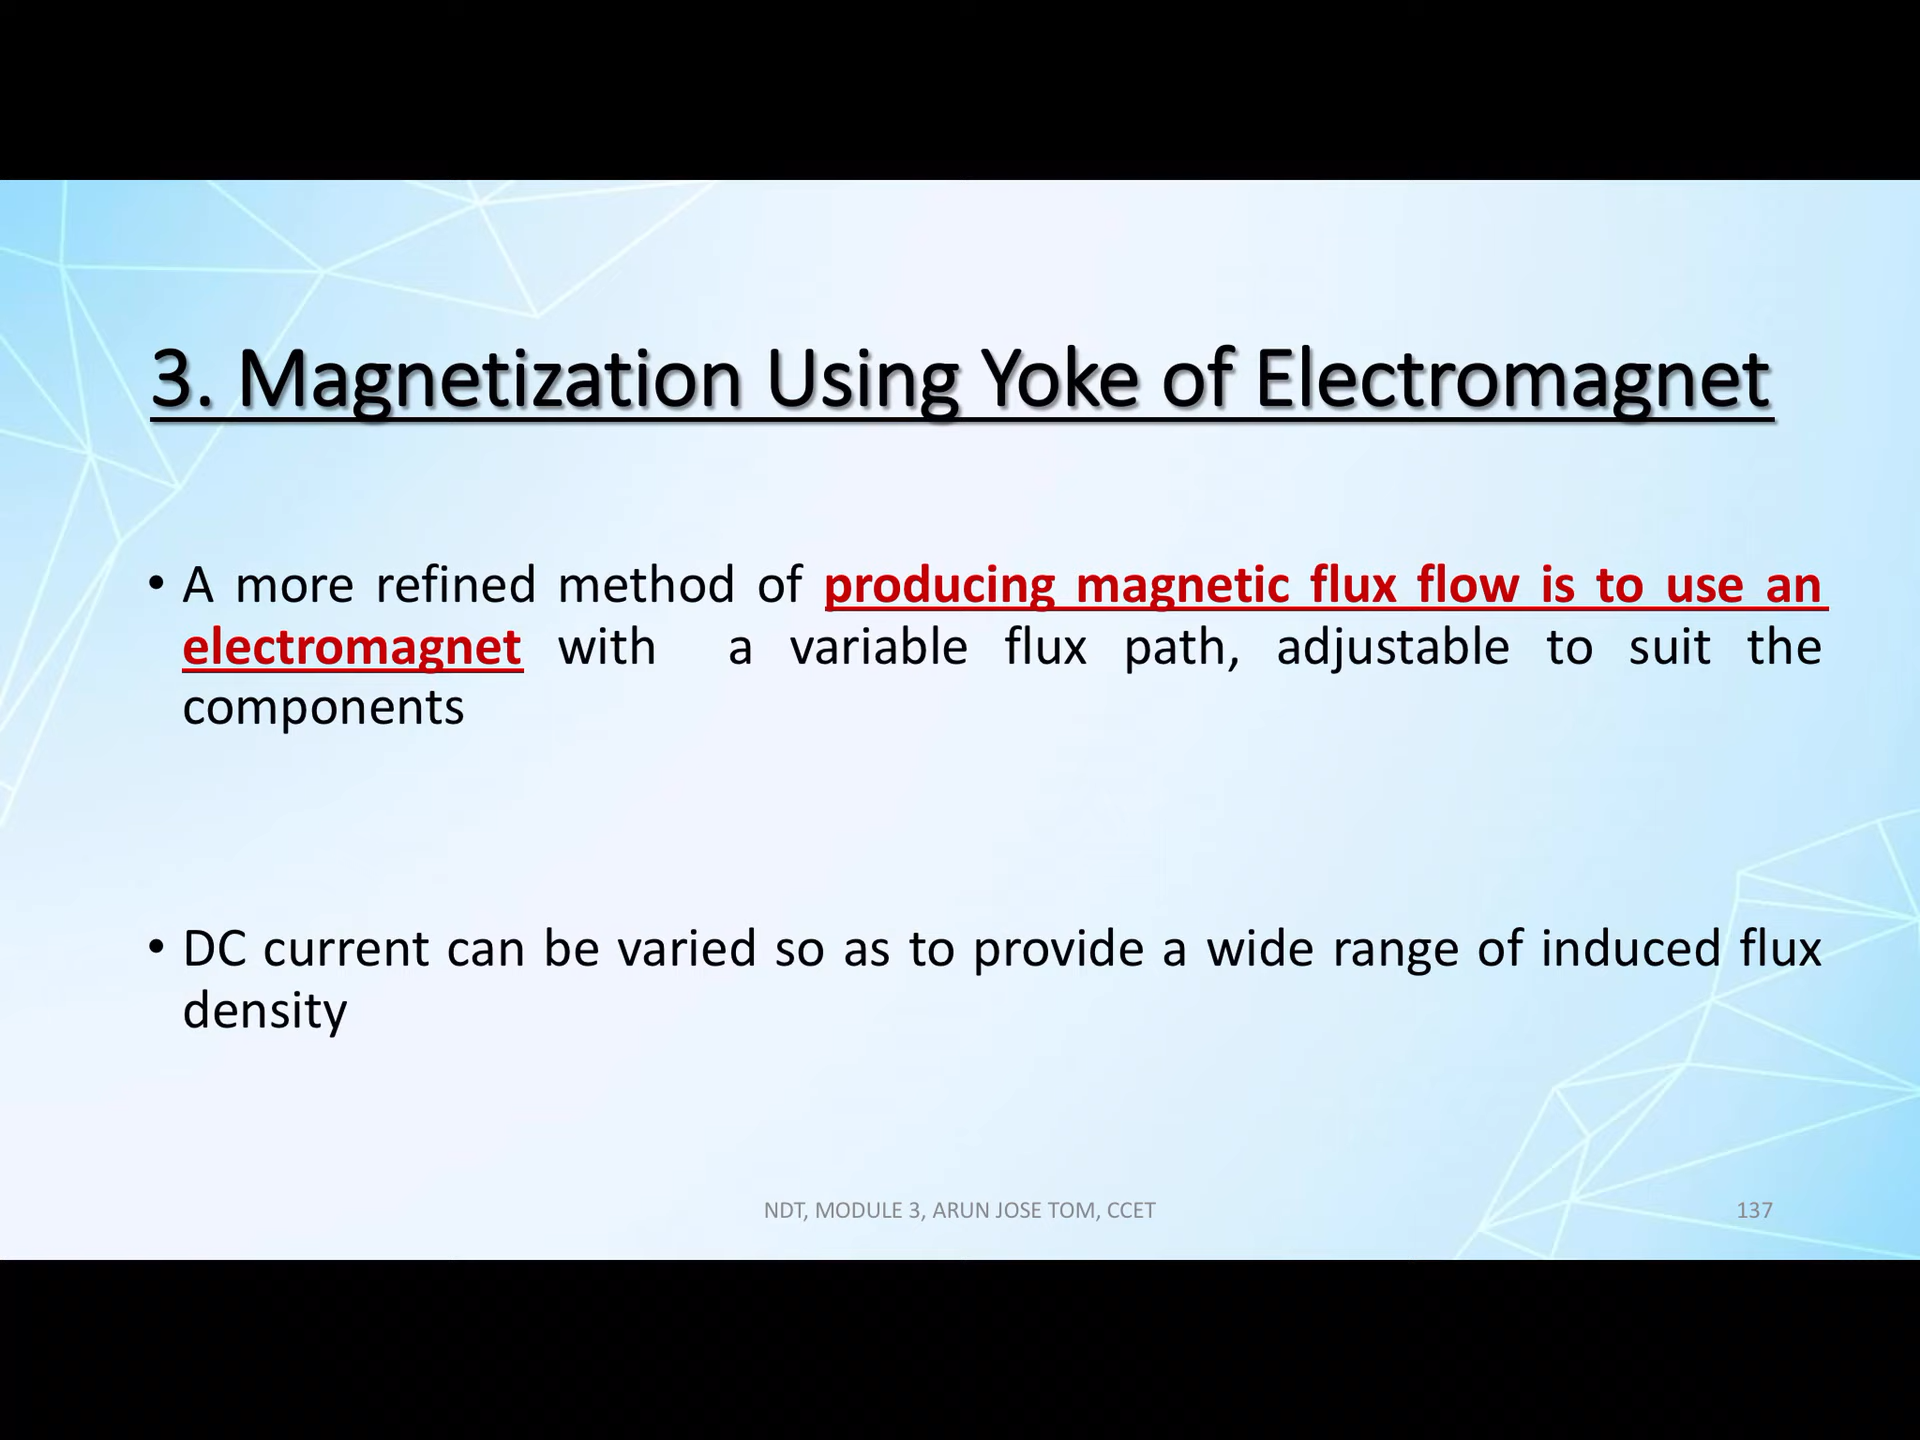 3. Magnetization Using Yoke of Electromagnet
• A more refined method of producing magnetic flux flow is to use an
electromagnet with a variable flux path, adjustable to suit the
components
• DC current can be varied so as to provide a wide range of induced flux
density
NDT, MODULE 3, ARUN JOSE TOM, CCET
137